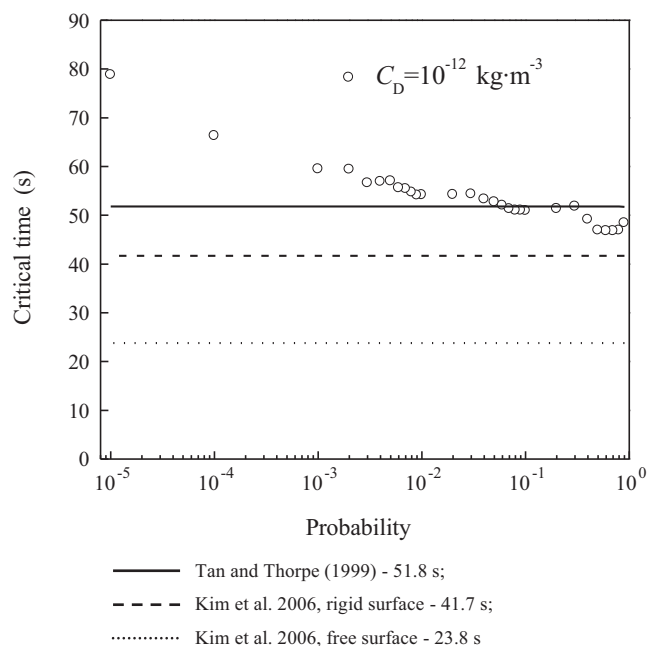 90
80
70
60
50
40
30
20
10
0
Critical time (s)
C_D=10^-12 kg·m^-3
10^-5 10^-4 10^-3 10^-2 10^-1 10^0
Probability
Tan and Thorpe (1999) - 51.8 s;
Kim et al. 2006, rigid surface - 41.7 s;
Kim et al. 2006, free surface - 23.8 s